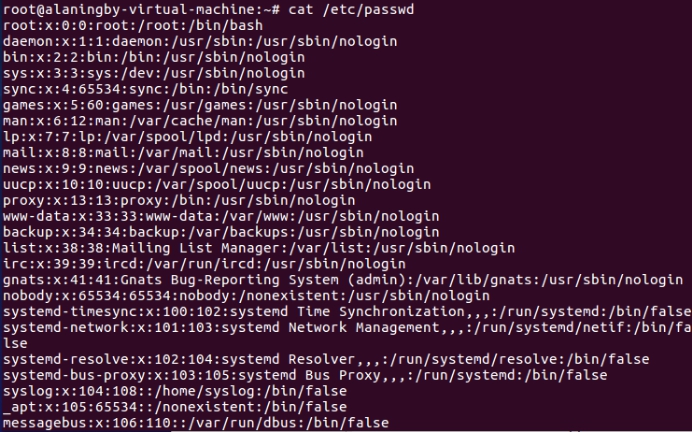 root@alaningby-virtual-machine:~# cat /etc/passwd
root:x:0:0:root:/root:/bin/bash
daemon:x:1:1:daemon:/usr/sbin:/usr/sbin/nologin
bin:x:2:2:bin:/bin:/usr/sbin/nologin
sys:x:3:3:sys:/dev:/usr/sbin/nologin
sync:x:4:65534:sync:/bin:/bin/sync
games:x:5:60:games:/usr/games:/usr/sbin/nologin
man:x:6:12:man:/var/cache/man:/usr/sbin/nologin
lp:x:7:7:lp:/var/spool/lpd:/usr/sbin/nologin
mail:x:8:8:mail:/var/mail:/usr/sbin/nologin
news:x:9:9:news:/var/spool/news:/usr/sbin/nologin
uucp:x:10:10:uucp:/var/spool/uucp:/usr/sbin/nologin
proxy:x:13:13:proxy:/bin:/usr/sbin/nologin
www-data:x:33:33:www-data:/var/www:/usr/sbin/nologin
backup:x:34:34:backup:/var/backups:/usr/sbin/nologin
list:x:38:38:Mailing List Manager:/var/list:/usr/sbin/nologin
irc:x:39:39:ircd:/var/run/ircd:/usr/sbin/nologin
gnats:x:41:41:Gnats Bug-Reporting System (admin):/var/lib/gnats:/usr/sbin/nologin
nobody:x:65534:65534:nobody:/nonexistent:/usr/sbin/nologin
systemd-timesync:x:100:102:systemd Time Synchronization,,,:/run/systemd:/bin/false
systemd-network:x:101:103:systemd Network Management,,,:/run/systemd/netif:/bin/fa
lse
systemd-resolve:x:102:104:systemd Resolver,,,:/run/systemd/resolve:/bin/false
systemd-bus-proxy:x:103:105:systemd Bus Proxy,,,:/run/systemd:/bin/false
syslog:x:104:108::/home/syslog:/bin/false
_apt:x:105:65534::/nonexistent:/bin/false
messagebus:x:106:110::/var/run/dbus:/bin/false